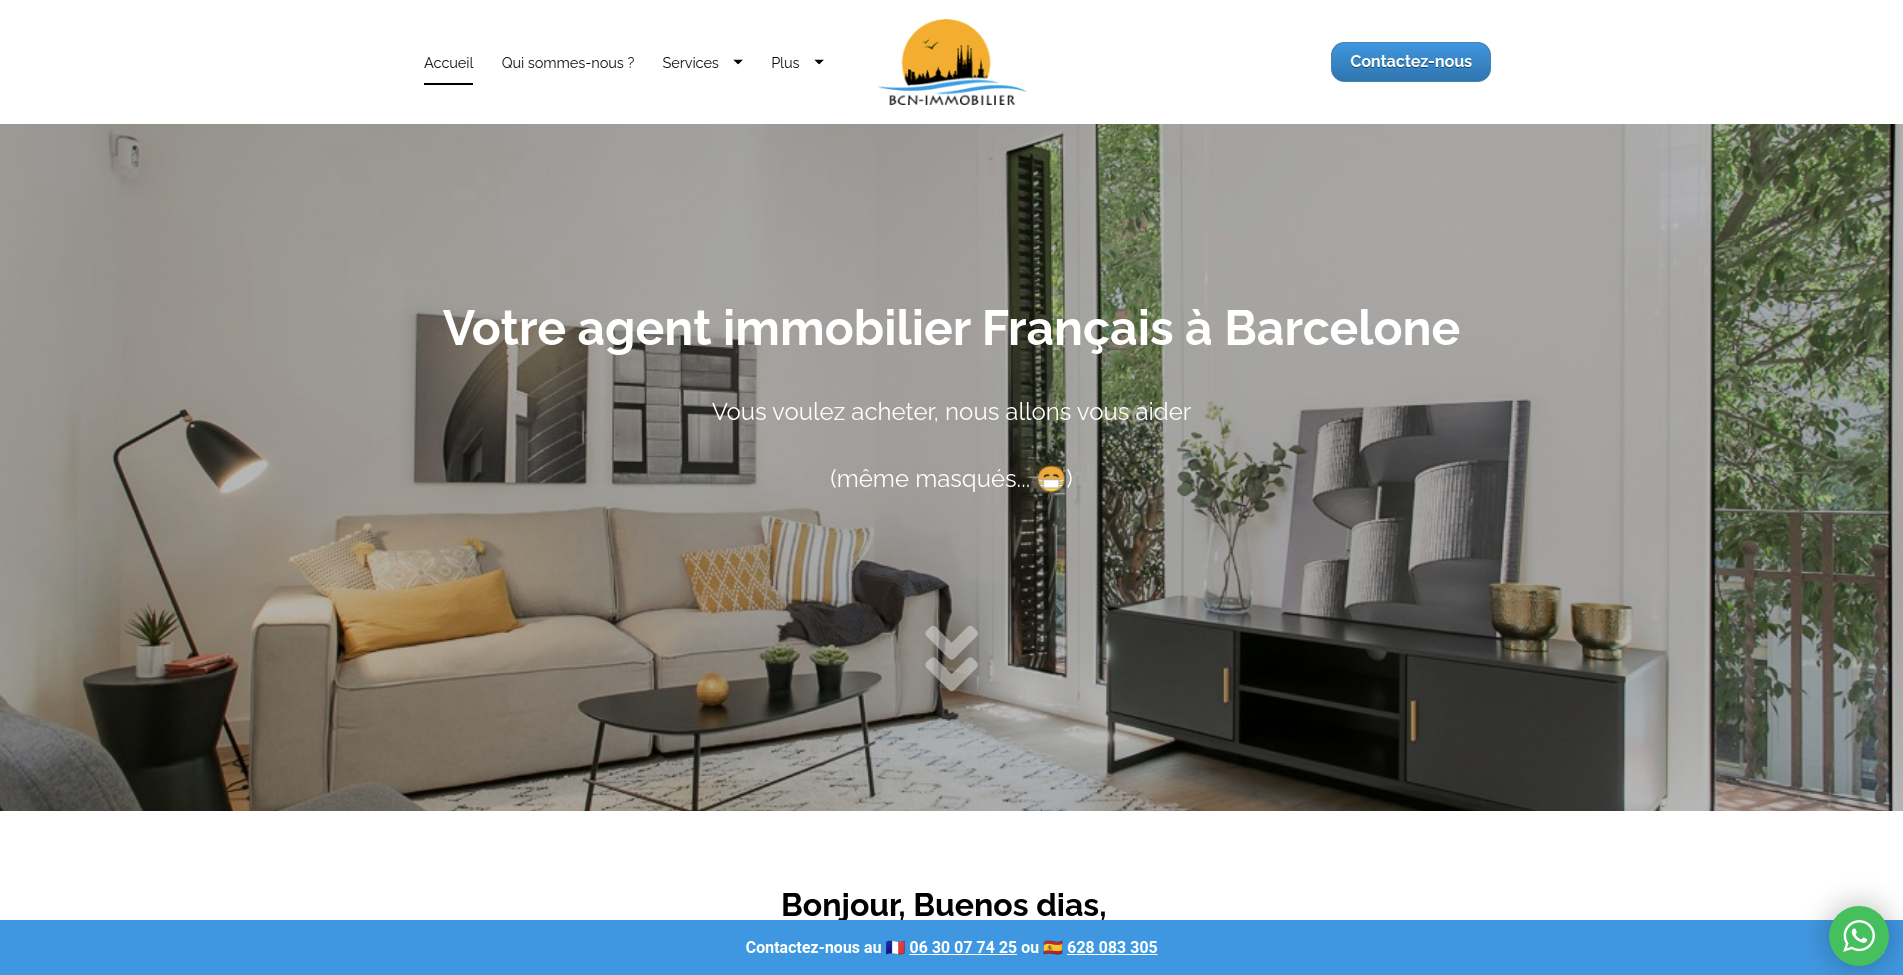 Accueil
Qui sommes-nous ?
Services
Plus
BCN-IMMOBILIER
Contactez-nous
Votre agent immobilier Français à Barcelone
Vous voulez acheter, nous allons vous aider
(même masqués... 😷)
Bonjour, Buenos dias,
Contactez-nous au 🇫🇷 06 30 07 74 25 ou 🇪🇸 628 083 305